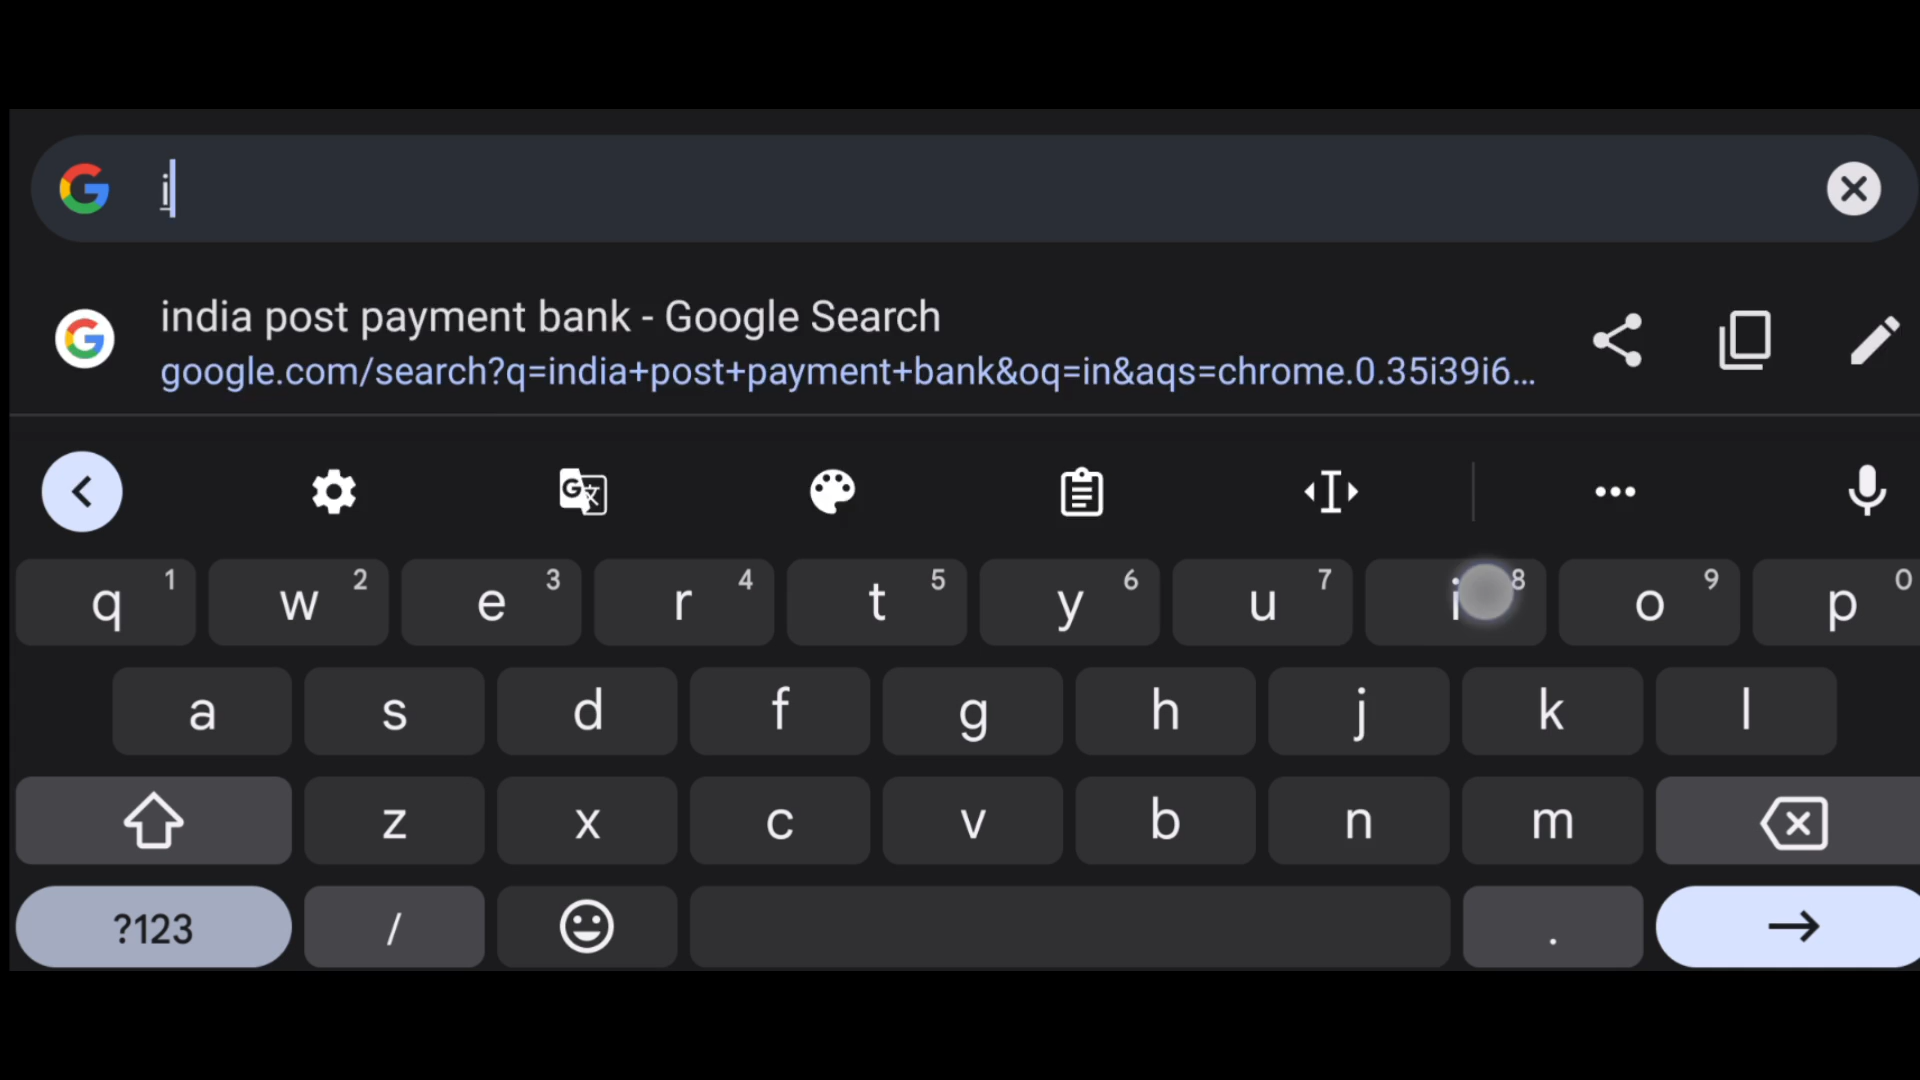 i
india post payment bank - Google Search
google.com/search?q=india+post+payment+bank&oq=in&aqs=chrome.0.35i39i6...
q 1 w 2 e 3 r 4 t 5 y 6 u 7 i 8 o 9 p 0
a s d f g h j k l
z x c v b n m
?123 / .